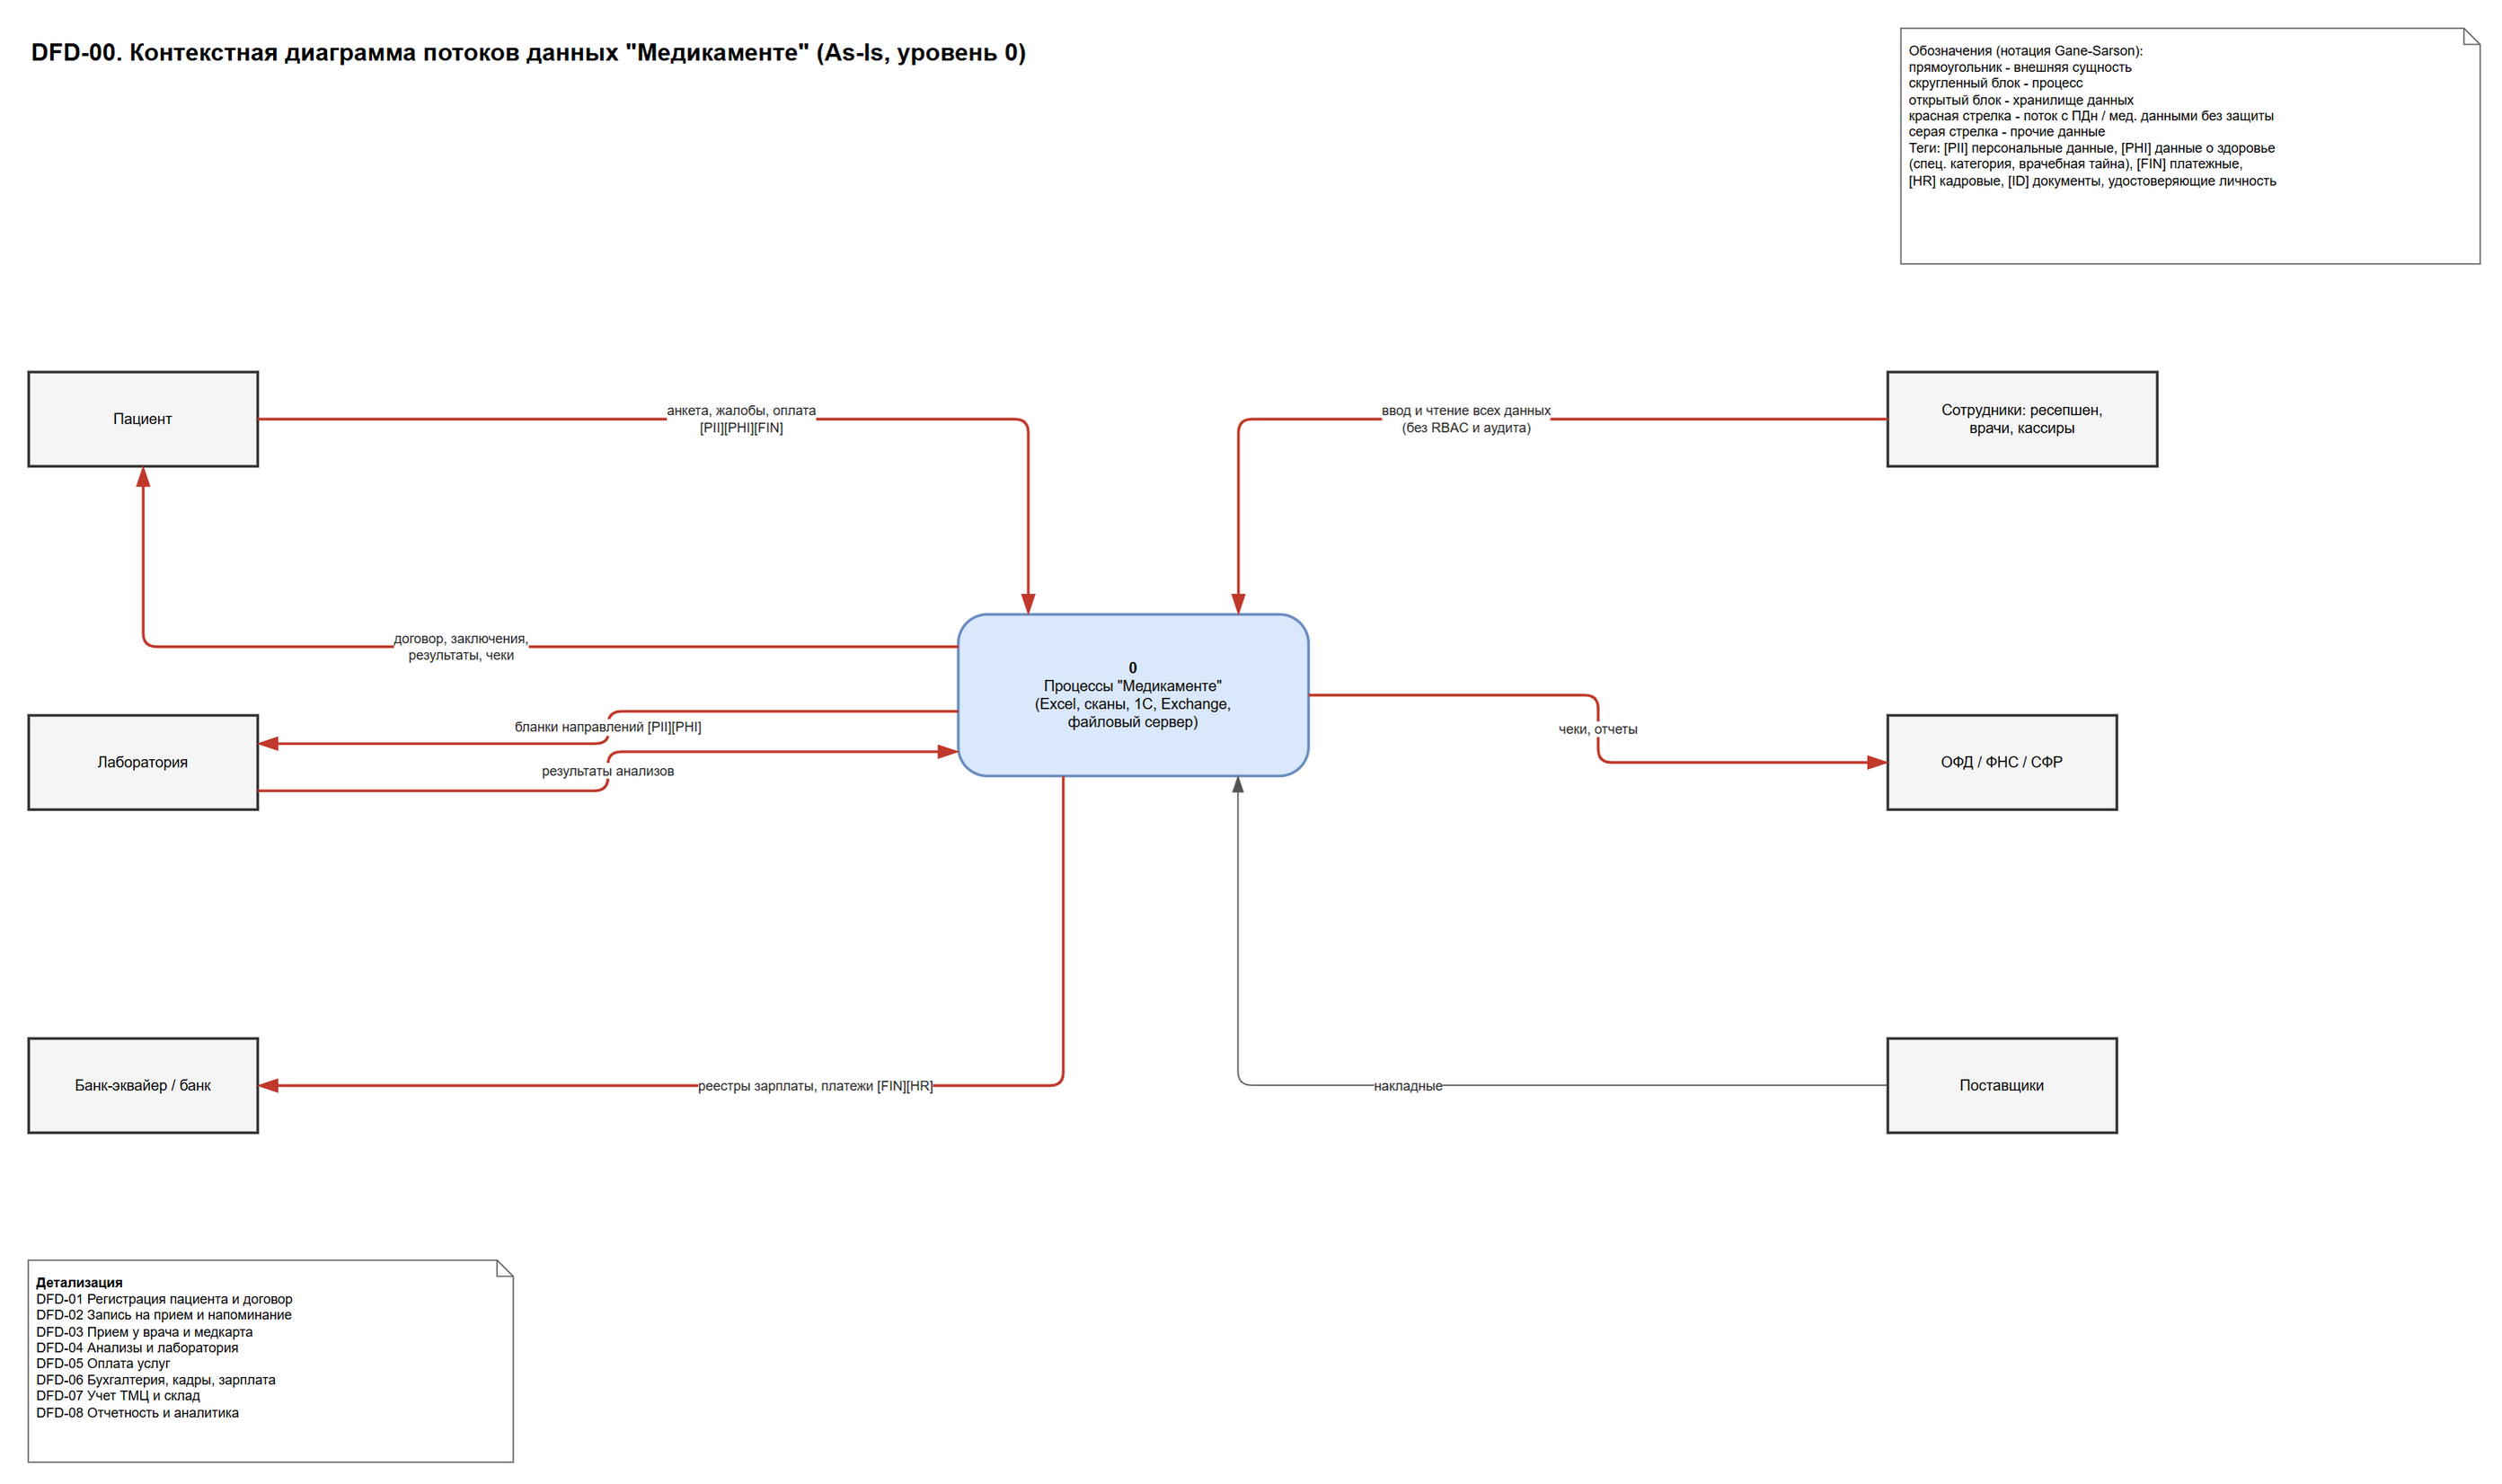 DFD-00. Контекстная диаграмма потоков данных "Медикаменте" (As-Is, уровень 0)
Обозначения (нотация Gane-Sarson):
прямоугольник - внешняя сущность
скругленный блок - процесс
открытый блок - хранилище данных
красная стрелка - поток с ПДн / мед. данными без защиты
серая стрелка - прочие данные
Теги: [PII] персональные данные, [PHI] данные о здоровье
(спец. категория, врачебная тайна), [FIN] платежные,
[HR] кадровые, [ID] документы, удостоверяющие личность
Пациент
анкета, жалобы, оплата
[PII][PHI][FIN]
ввод и чтение всех данных
(без RBAC и аудита)
Сотрудники: ресепшен,
врачи, кассиры
договор, заключения,
результаты, чеки
0
Процессы "Медикаменте"
(Excel, сканы, 1С, Exchange,
файловый сервер)
бланки направлений [PII][PHI]
Лаборатория
результаты анализов
чеки, отчеты
ОФД / ФНС / СФР
Банк-эквайер / банк
реестры зарплаты, платежи [FIN][HR]
накладные
Поставщики
Детализация
DFD-01 Регистрация пациента и договор
DFD-02 Запись на прием и напоминание
DFD-03 Прием у врача и медкарта
DFD-04 Анализы и лаборатория
DFD-05 Оплата услуг
DFD-06 Бухгалтерия, кадры, зарплата
DFD-07 Учет ТМЦ и склад
DFD-08 Отчетность и аналитика